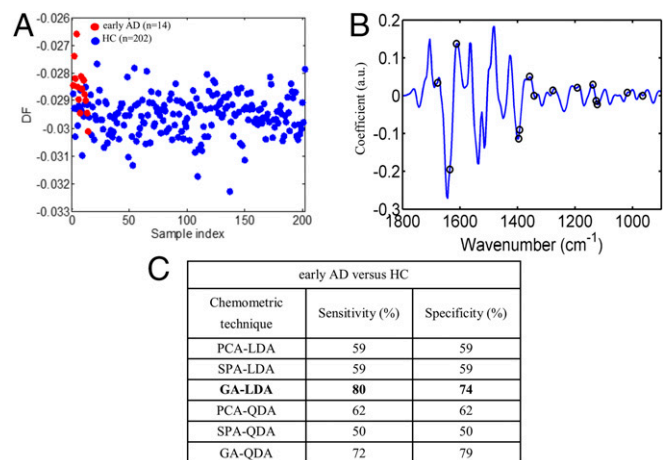 A
early AD (n=14)
HC (n=202)
-0.026
-0.027
-0.028
-0.029
-0.03
-0.031
-0.032
-0.033
DF
0 50 100 150 200
Sample index
B
0.2
0.1
0
-0.1
-0.2
-0.3
Coefficient (a.u.)
1800 1600 1400 1200 1000
Wavenumber (cm⁻¹)
C
early AD versus HC
Chemometric technique Sensitivity (%) Specificity (%)
PCA-LDA 59 59
SPA-LDA 59 59
GA-LDA 80 74
PCA-QDA 62 62
SPA-QDA 50 50
GA-QDA 72 79